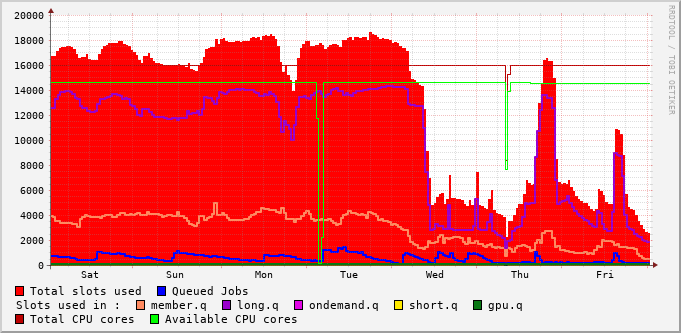 20000
18000
16000
14000
12000
10000
8000
6000
4000
2000
0
Sat Sun Mon Tue Wed Thu Fri
RRDTOOL / TOBI OETIKER
Total slots used Queued Jobs
Slots used in : member.q long.q ondemand.q short.q gpu.q
Total CPU cores Available CPU cores